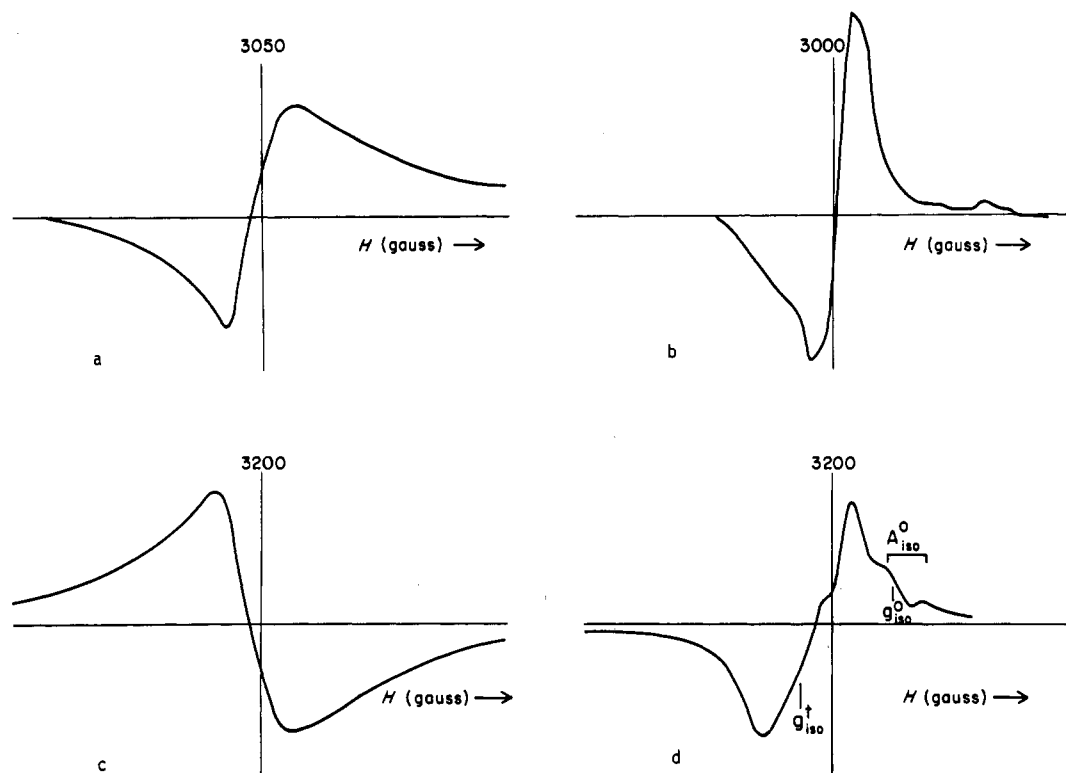 3050
H (gauss) →
a
3000
H (gauss) →
b
3200
H (gauss) →
c
3200
A°iso
g°iso
H (gauss) →
g†iso
d